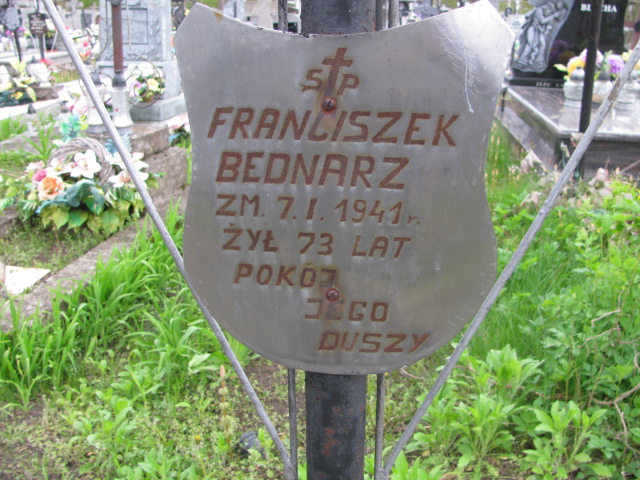 Ś P
FRANCISZEK
BEDNARZ
ZM. 7. I. 1941 r.
ŻYŁ 73 LAT
POKÓJ
JEGO
DUSZY